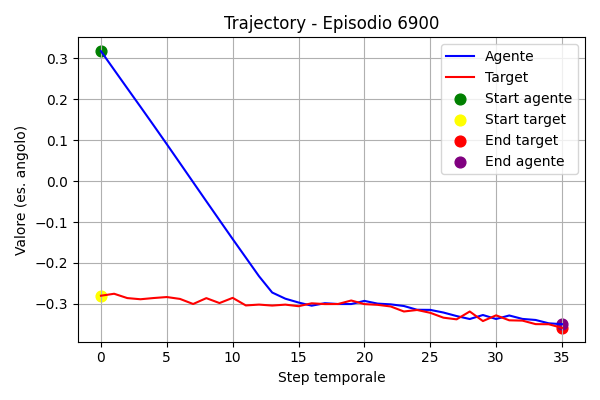 Trajectory - Episodio 6900
Agente
Target
Start agente
Start target
End target
End agente
Valore (es. angolo)
0.3
0.2
0.1
0.0
−0.1
−0.2
−0.3
0 5 10 15 20 25 30 35
Step temporale